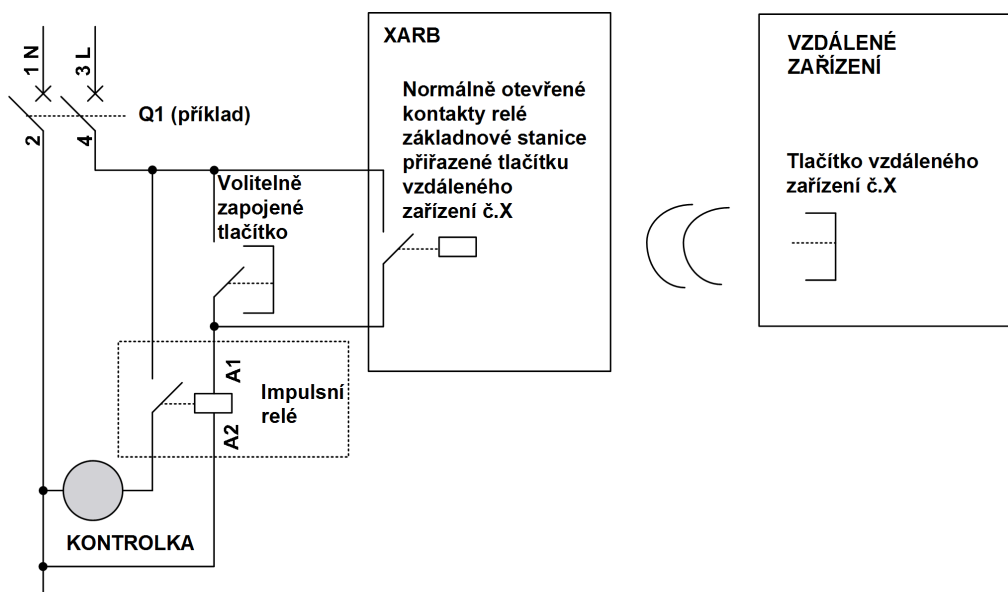 1 N
3 L
Q1 (příklad)
2
4
Volitelně
zapojené
tlačítko
A1
A2
Impulsní
relé
KONTROLKA
XARB
Normálně otevřené
kontakty relé
základnové stanice
přiřazené tlačítku
vzdáleného
zařízení č.X
VZDÁLENÉ
ZAŘÍZENÍ
Tlačítko vzdáleného
zařízení č.X